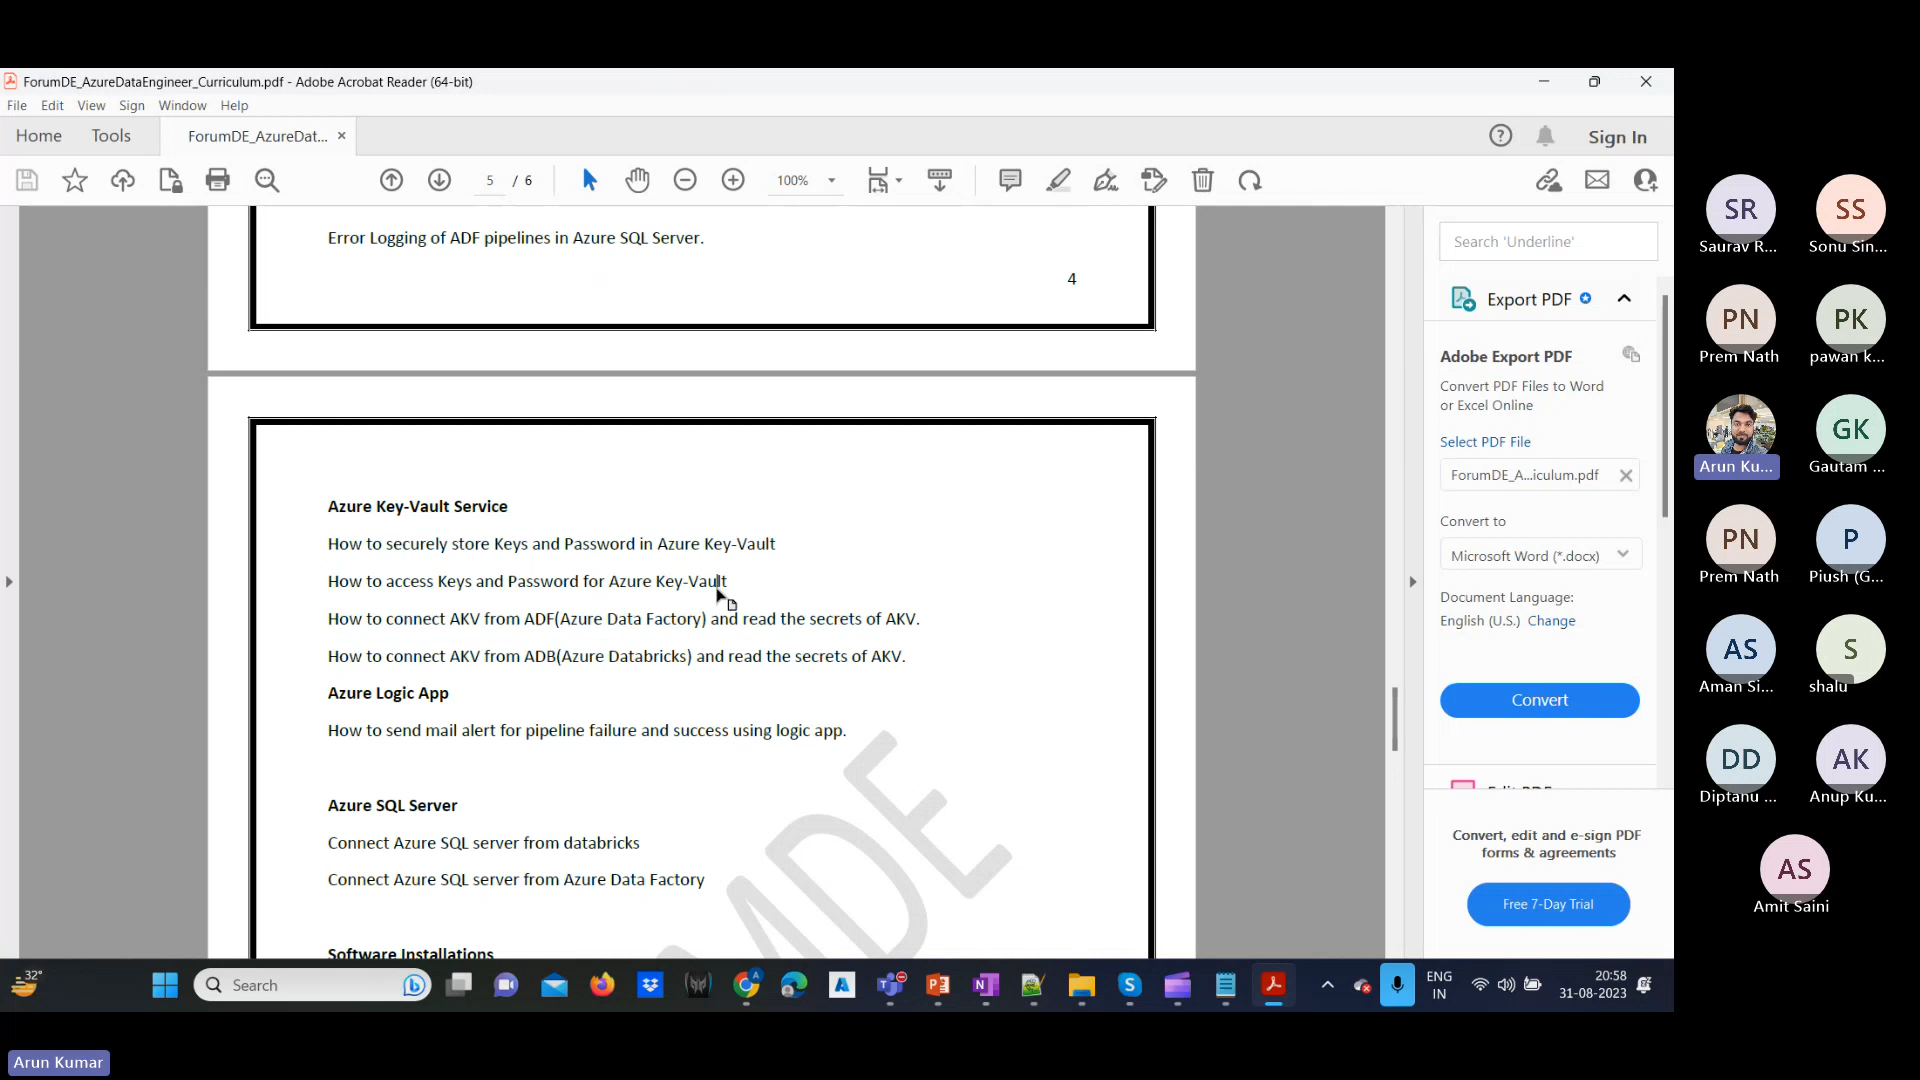 ForumDE_AzureDataEngineer_Curriculum.pdf - Adobe Acrobat Reader (64-bit)
File Edit View Sign Window Help
Home Tools ForumDE_AzureDat... × Sign In
5 / 6 100%
Error Logging of ADF pipelines in Azure SQL Server.
4
Azure Key-Vault Service
How to securely store Keys and Password in Azure Key-Vault
How to access Keys and Password for Azure Key-Vault
How to connect AKV from ADF(Azure Data Factory) and read the secrets of AKV.
How to connect AKV from ADB(Azure Databricks) and read the secrets of AKV.
Azure Logic App
How to send mail alert for pipeline failure and success using logic app.
Azure SQL Server
Connect Azure SQL server from databricks
Connect Azure SQL server from Azure Data Factory
Software Installations
MDE
Search 'Underline'
Export PDF
Adobe Export PDF
Convert PDF Files to Word
or Excel Online
Select PDF File
ForumDE_A...iculum.pdf
Convert to
Microsoft Word (*.docx)
Document Language:
English (U.S.) Change
Convert
Edit PDF
Convert, edit and e-sign PDF
forms & agreements
Free 7-Day Trial
SR SS
Saurav R... Sonu Sin...
PN PK
Prem Nath pawan k...
GK
Arun Ku... Gautam ...
PN P
Prem Nath Piush (G...
AS S
Aman Si... shalu
DD AK
Diptanu ... Anup Ku...
AS
Amit Saini
32°
Search
ENG
IN
20:58
31-08-2023
Arun Kumar